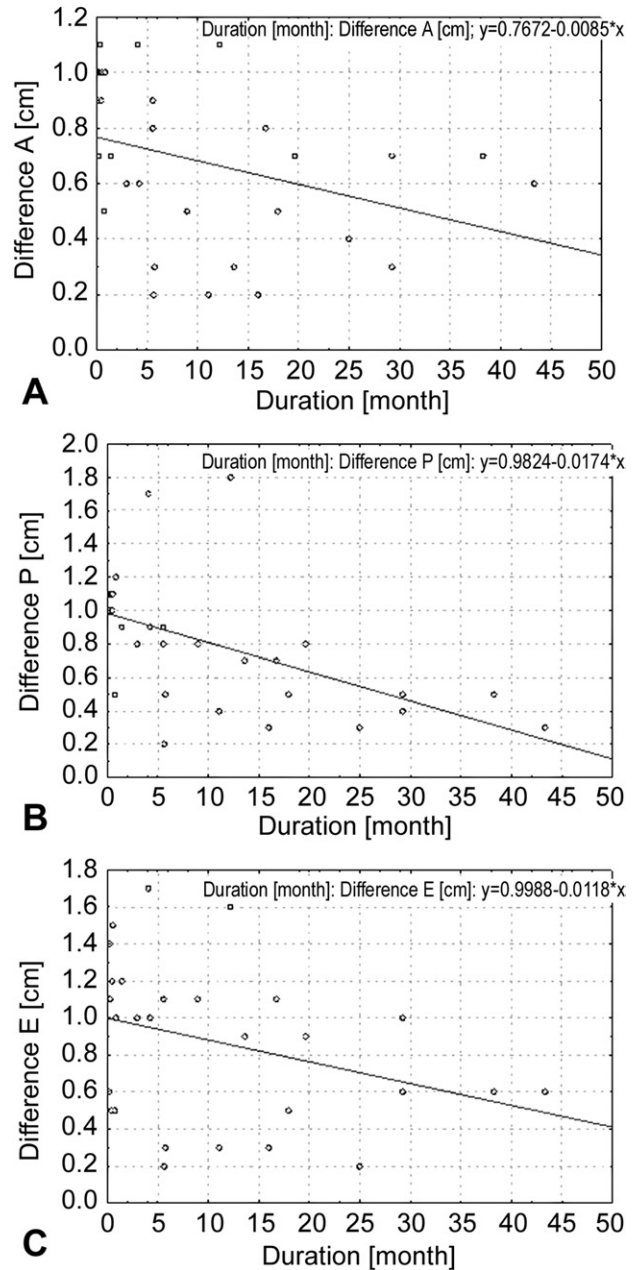 Duration [month]: Difference A [cm]; y=0.7672-0.0085*x
Difference A [cm]
1.2
1.0
0.8
0.6
0.4
0.2
0.0
0 5 10 15 20 25 30 35 40 45 50
Duration [month]
A
Duration [month]: Difference P [cm]: y=0.9824-0.0174*x
Difference P [cm]
2.0
1.8
1.6
1.4
1.2
1.0
0.8
0.6
0.4
0.2
0.0
0 5 10 15 20 25 30 35 40 45 50
Duration [month]
B
Duration [month]: Difference E [cm]: y=0.9988-0.0118*x
Difference E [cm]
1.8
1.6
1.4
1.2
1.0
0.8
0.6
0.4
0.2
0.0
0 5 10 15 20 25 30 35 40 45 50
Duration [month]
C